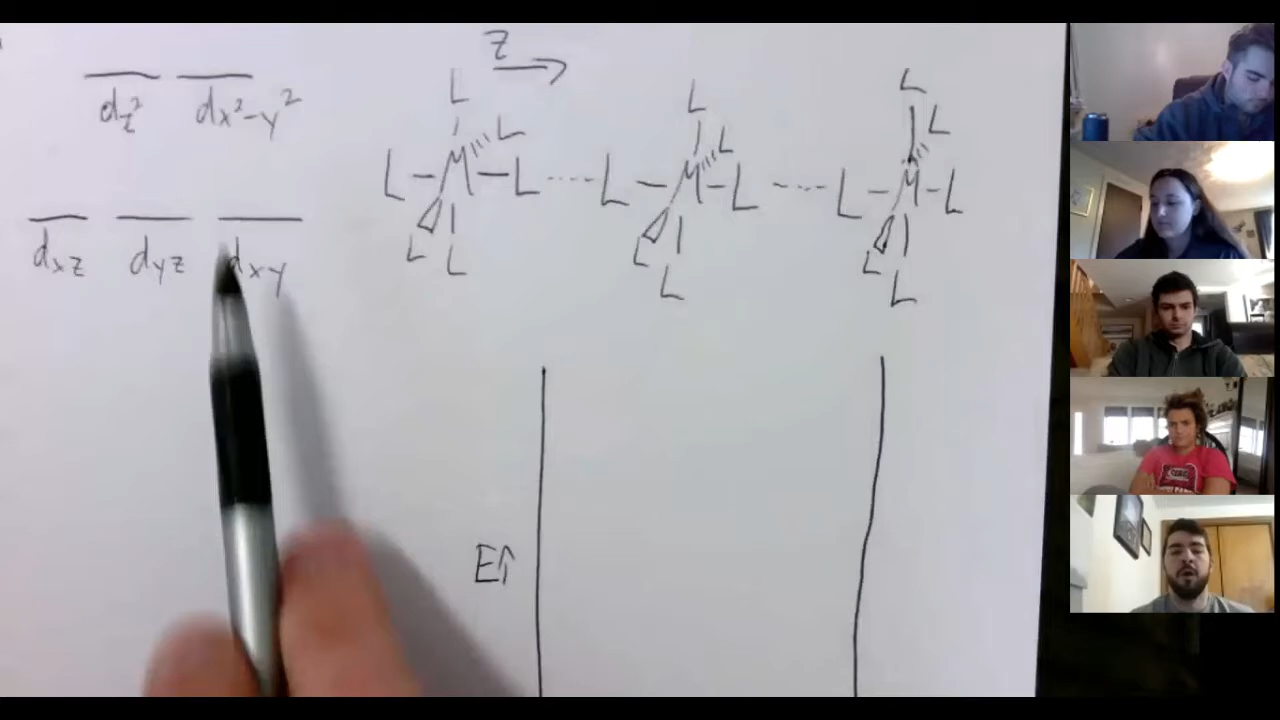 z
d_z² d_x²-y²
d_xz d_yz d_xy
L
L
L - M - L ---- L
L
L
L
L
M - L ---- L
L
L
L
L
M - L
L
L
E↑